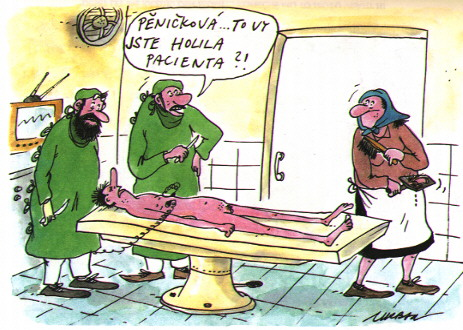 PĚNIČKOVÁ...TO VY
JSTE HOLILA
PACIENTA ?!